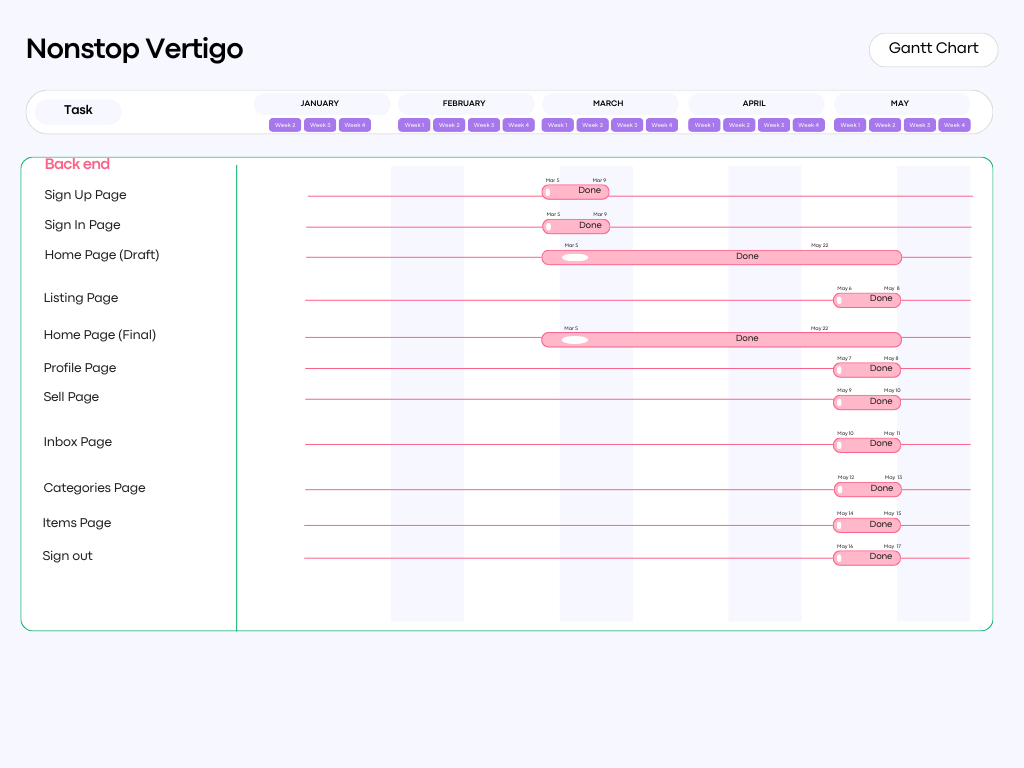 Nonstop Vertigo
Gantt Chart
Task
JANUARY FEBRUARY MARCH APRIL MAY
Week 2 Week 3 Week 4 Week 1 Week 2 Week 3 Week 4 Week 1 Week 2 Week 3 Week 4 Week 1 Week 2 Week 3 Week 4 Week 1 Week 2 Week 3 Week 4
Back end
Mar 5 Mar 9
Sign Up Page Done
Mar 5 Mar 9
Sign In Page Done
Mar 5 May 22
Home Page (Draft) Done
May 6 May 8
Listing Page Done
Mar 5 May 22
Home Page (Final) Done
May 7 May 8
Profile Page Done
May 9 May 10
Sell Page Done
May 10 May 11
Inbox Page Done
May 12 May 13
Categories Page Done
May 14 May 15
Items Page Done
May 16 May 17
Sign out Done